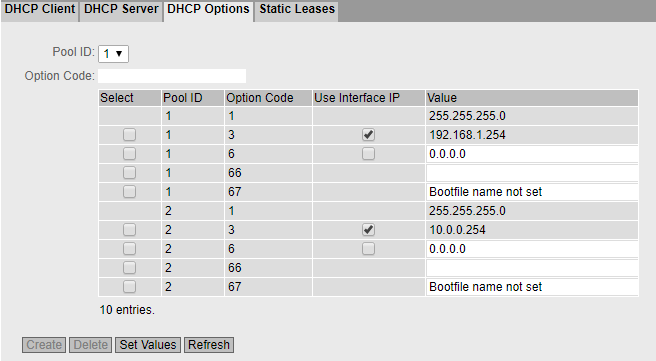 DHCP Client DHCP Server DHCP Options Static Leases
Pool ID: 1
Option Code:
Select Pool ID Option Code Use Interface IP Value
1 1 255.255.255.0
1 3 192.168.1.254
1 6 0.0.0.0
1 66
1 67 Bootfile name not set
2 1 255.255.255.0
2 3 10.0.0.254
2 6 0.0.0.0
2 66
2 67 Bootfile name not set
10 entries.
Create Delete Set Values Refresh